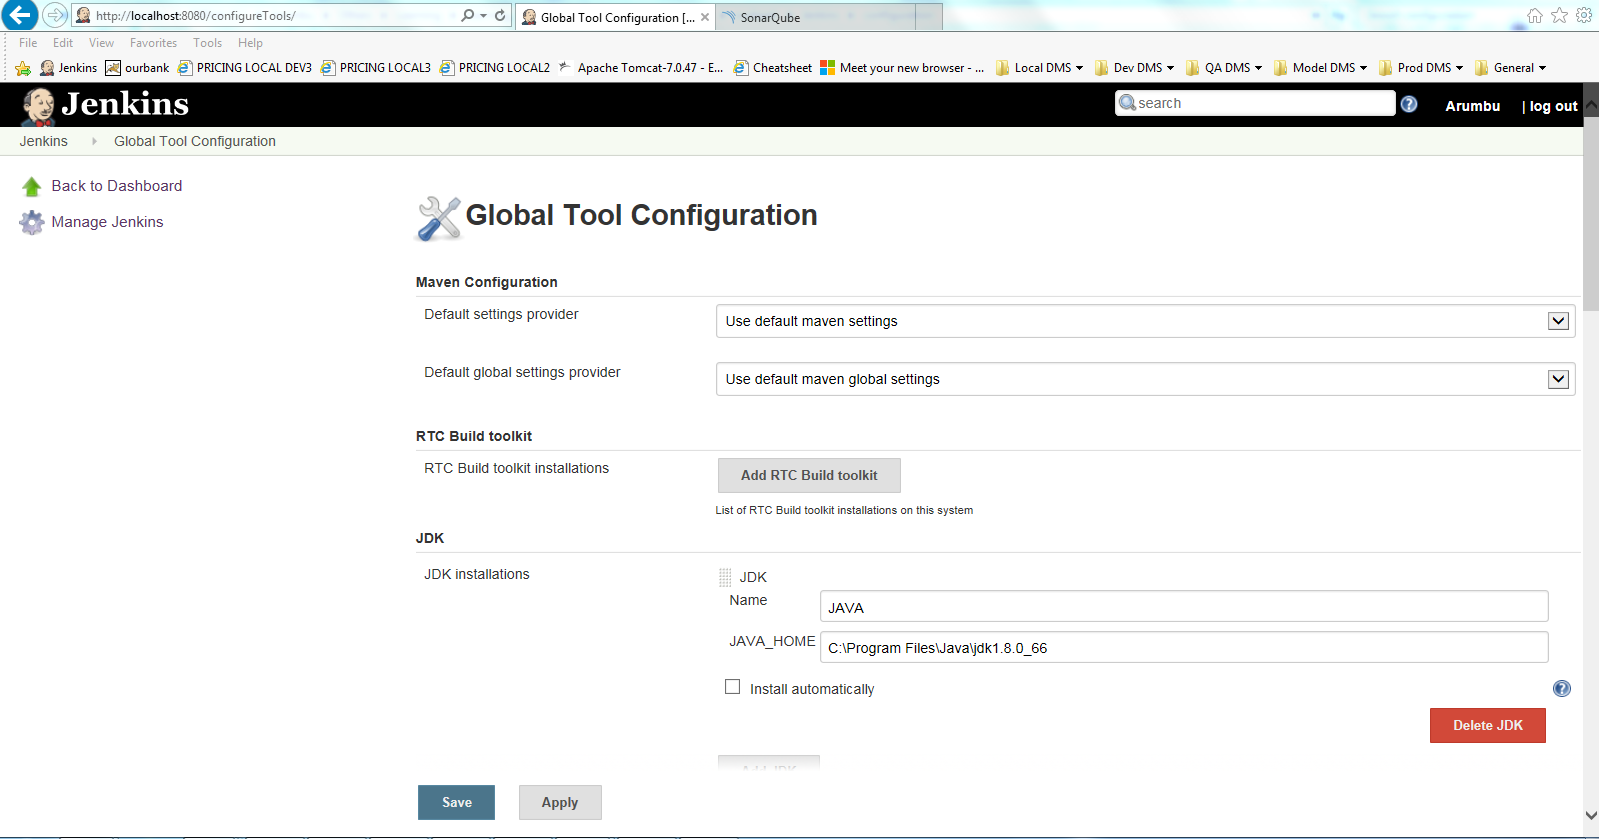 http://localhost:8080/configureTools/
Global Tool Configuration [...
SonarQube
File Edit View Favorites Tools Help
Jenkins ourbank PRICING LOCAL DEV3 PRICING LOCAL3 PRICING LOCAL2 Apache Tomcat-7.0.47 - E... Cheatsheet Meet your new browser - ... Local DMS Dev DMS QA DMS Model DMS Prod DMS General
Jenkins
search
Arumbu
| log out
Jenkins Global Tool Configuration
Back to Dashboard
Manage Jenkins
Global Tool Configuration
Maven Configuration
Default settings provider
Use default maven settings
Default global settings provider
Use default maven global settings
RTC Build toolkit
RTC Build toolkit installations
Add RTC Build toolkit
List of RTC Build toolkit installations on this system
JDK
JDK installations
JDK
Name
JAVA
JAVA_HOME
C:\Program Files\Java\jdk1.8.0_66
Install automatically
Delete JDK
Add JDK
Save
Apply